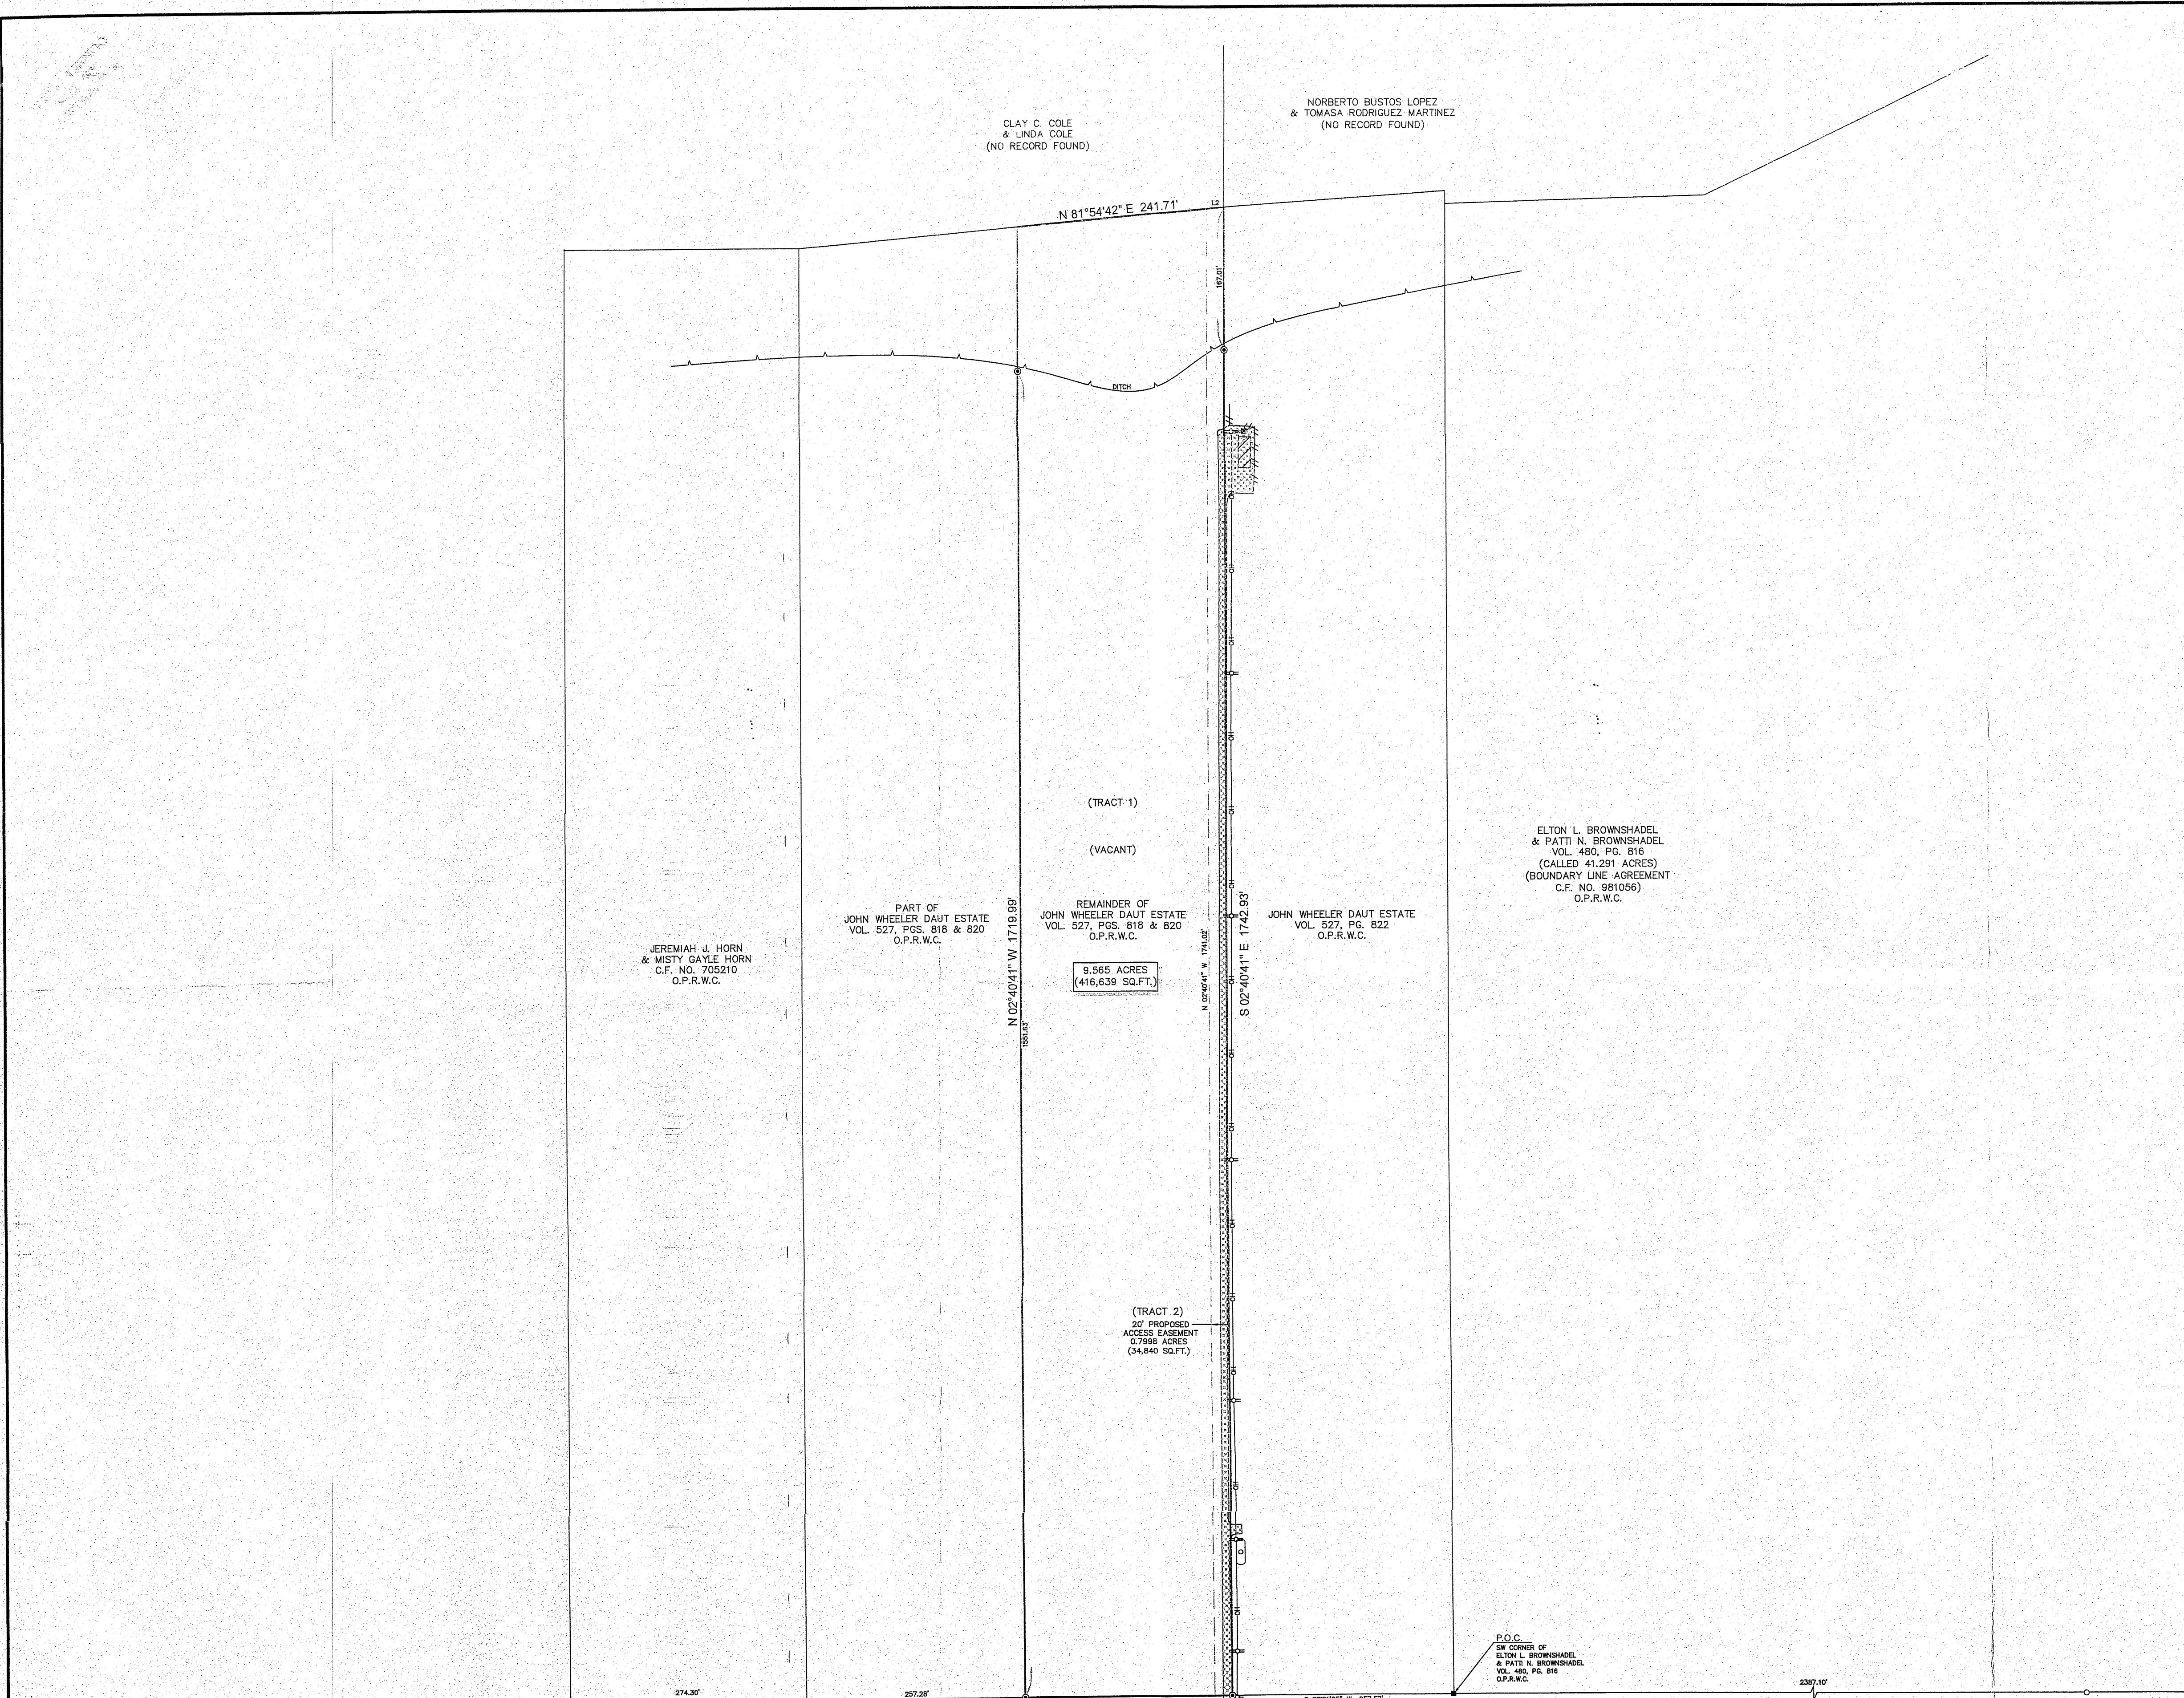 CLAY C. COLE
& LINDA COLE
(NO RECORD FOUND)
NORBERTO BUSTOS LOPEZ
& TOMASA RODRIGUEZ MARTINEZ
(NO RECORD FOUND)
N 81°54'42" E 241.71'
L2
167.01'
DITCH
(TRACT 1)
(VACANT)
REMAINDER OF
JOHN WHEELER DAUT ESTATE
VOL. 527, PGS. 818 & 820
O.P.R.W.C.
9.565 ACRES
(416,639 SQ.FT.)
PART OF
JOHN WHEELER DAUT ESTATE
VOL. 527, PGS. 818 & 820
O.P.R.W.C.
JEREMIAH J. HORN
& MISTY GAYLE HORN
C.F. NO. 705210
O.P.R.W.C.
N 02°40'41" W 1719.99'
1551.63'
N 02°40'41" W 1741.02'
S 02°40'41" E 1742.93'
JOHN WHEELER DAUT ESTATE
VOL. 527, PG. 822
O.P.R.W.C.
ELTON L. BROWNSHADEL
& PATTI N. BROWNSHADEL
VOL. 480, PG. 816
(CALLED 41.291 ACRES)
(BOUNDARY LINE AGREEMENT
C.F. NO. 981056)
O.P.R.W.C.
(TRACT 2)
20' PROPOSED
ACCESS EASEMENT
0.7998 ACRES
(34,840 SQ.FT.)
P.O.C.
SW CORNER OF
ELTON L. BROWNSHADEL
& PATTI N. BROWNSHADEL
VOL. 480, PG. 816
O.P.R.W.C.
274.30'
257.28'
2387.10'